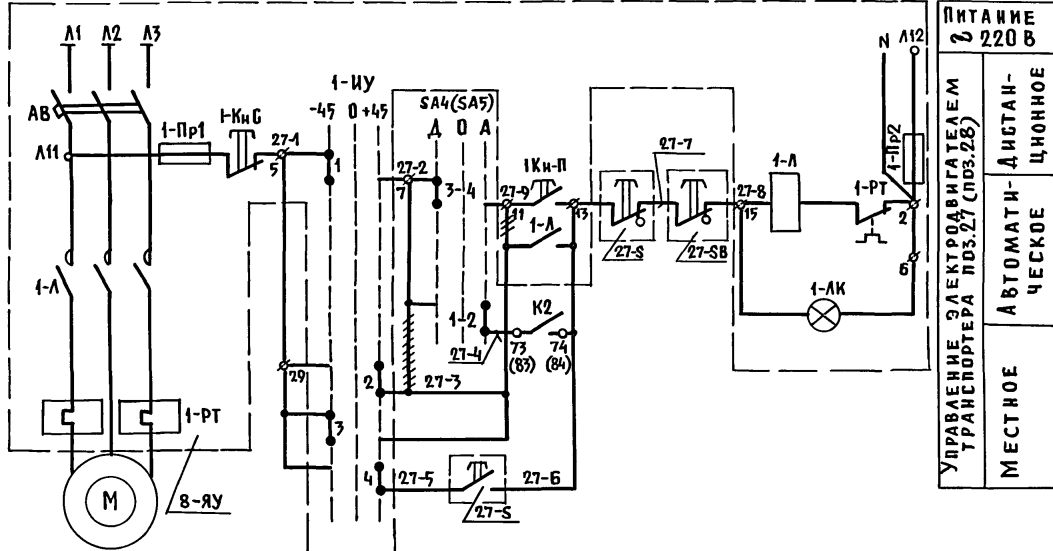 Л1 Л2 Л3
АВ
Л11
1-Пр1
1-КнС
27-1
5
1-ИУ
-45 0 +45
1
SA4(SA5)
Д О А
27-2
7
3-4
27-9
11
1Кн-П
1-Л
13
27-7
27-S
27-SB
27-8
15
1-Л
1-РТ
N Л12
1-Пр2
2
6
1-ЛК
1-Л
1-2
К2
27-4
73
(83)
74
(84)
29
2
27-3
3
4
27-5
27-6
27-S
1-РТ
М
8-ЯУ
ПИТАНИЕ
~ 220 В
УПРАВЛЕНИЕ ЭЛЕКТРОДВИГАТЕЛЕМ
ТРАНСПОРТЕРА ПОЗ.27 (ПОЗ.28)
ДИСТАН-
ЦИОННОЕ
АВТОМАТИ-
ЧЕСКОЕ
МЕСТНОЕ